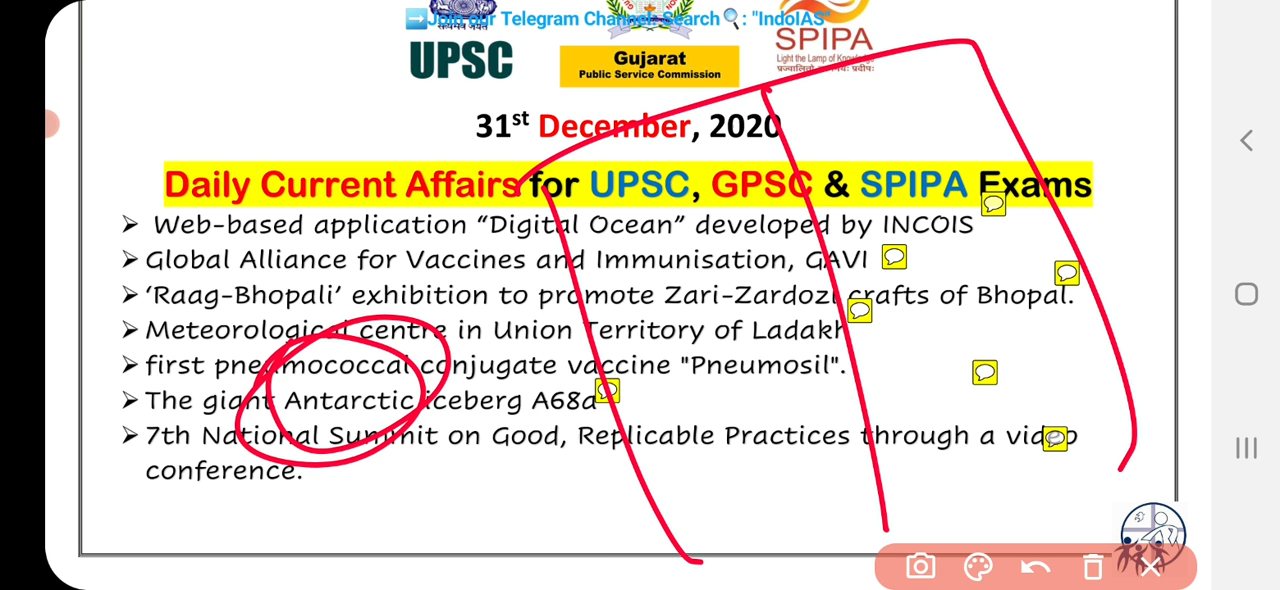 ➡Join our Telegram Channel: Search🔍: "IndoIAS"
सत्यमेव जयते
UPSC
Gujarat
Public Service Commission
SPIPA
Light the Lamp of Knowledge
31st December, 2020
Daily Current Affairs for UPSC, GPSC & SPIPA Exams
➤ Web-based application “Digital Ocean” developed by INCOIS
➤ Global Alliance for Vaccines and Immunisation, GAVI
➤ ‘Raag-Bhopali’ exhibition to promote Zari-Zardozi crafts of Bhopal.
➤ Meteorological centre in Union Territory of Ladakh
➤ first pneumococcal conjugate vaccine "Pneumosil".
➤ The giant Antarctic iceberg A68a
➤ 7th National Summit on Good, Replicable Practices through a video
conference.